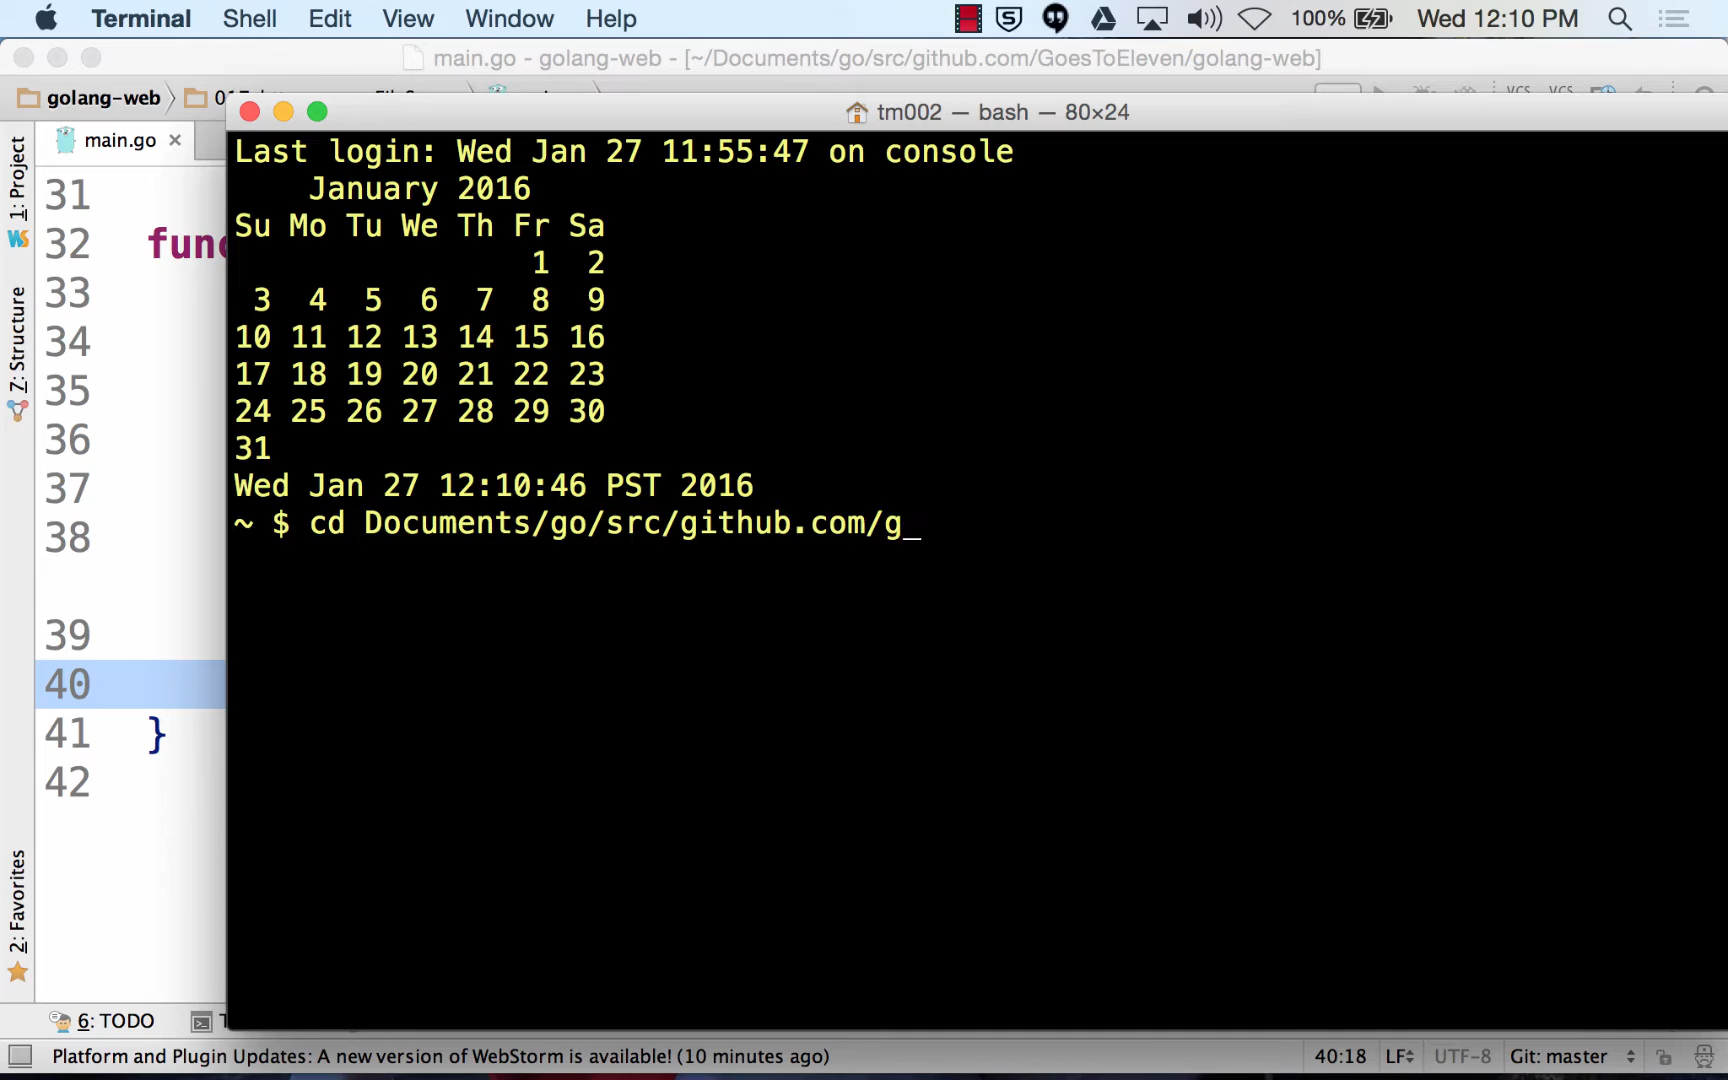 Terminal Shell Edit View Window Help 100% Wed 12:10 PM
main.go - golang-web - [~/Documents/go/src/github.com/GoesToEleven/golang-web]
golang-web
tm002 — bash — 80×24
main.go
1: Project
7: Structure
2: Favorites
31
32 func
33
34
35
36
37
38
39
40
41 }
42
Last login: Wed Jan 27 11:55:47 on console
January 2016
Su Mo Tu We Th Fr Sa
1 2
3 4 5 6 7 8 9
10 11 12 13 14 15 16
17 18 19 20 21 22 23
24 25 26 27 28 29 30
31
Wed Jan 27 12:10:46 PST 2016
~ $ cd Documents/go/src/github.com/g_
6: TODO
Platform and Plugin Updates: A new version of WebStorm is available! (10 minutes ago) 40:18 LF UTF-8 Git: master